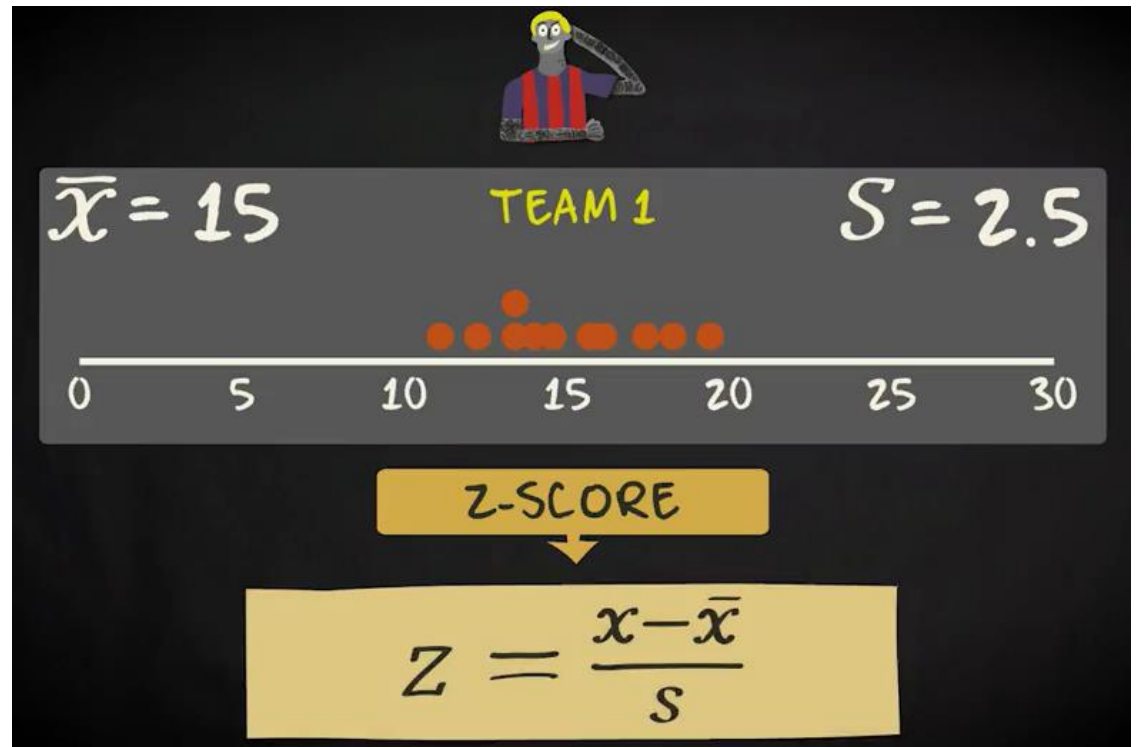 x̄ = 15 TEAM 1 S = 2.5
0 5 10 15 20 25 30
Z-SCORE
Z = (x−x̄)/s